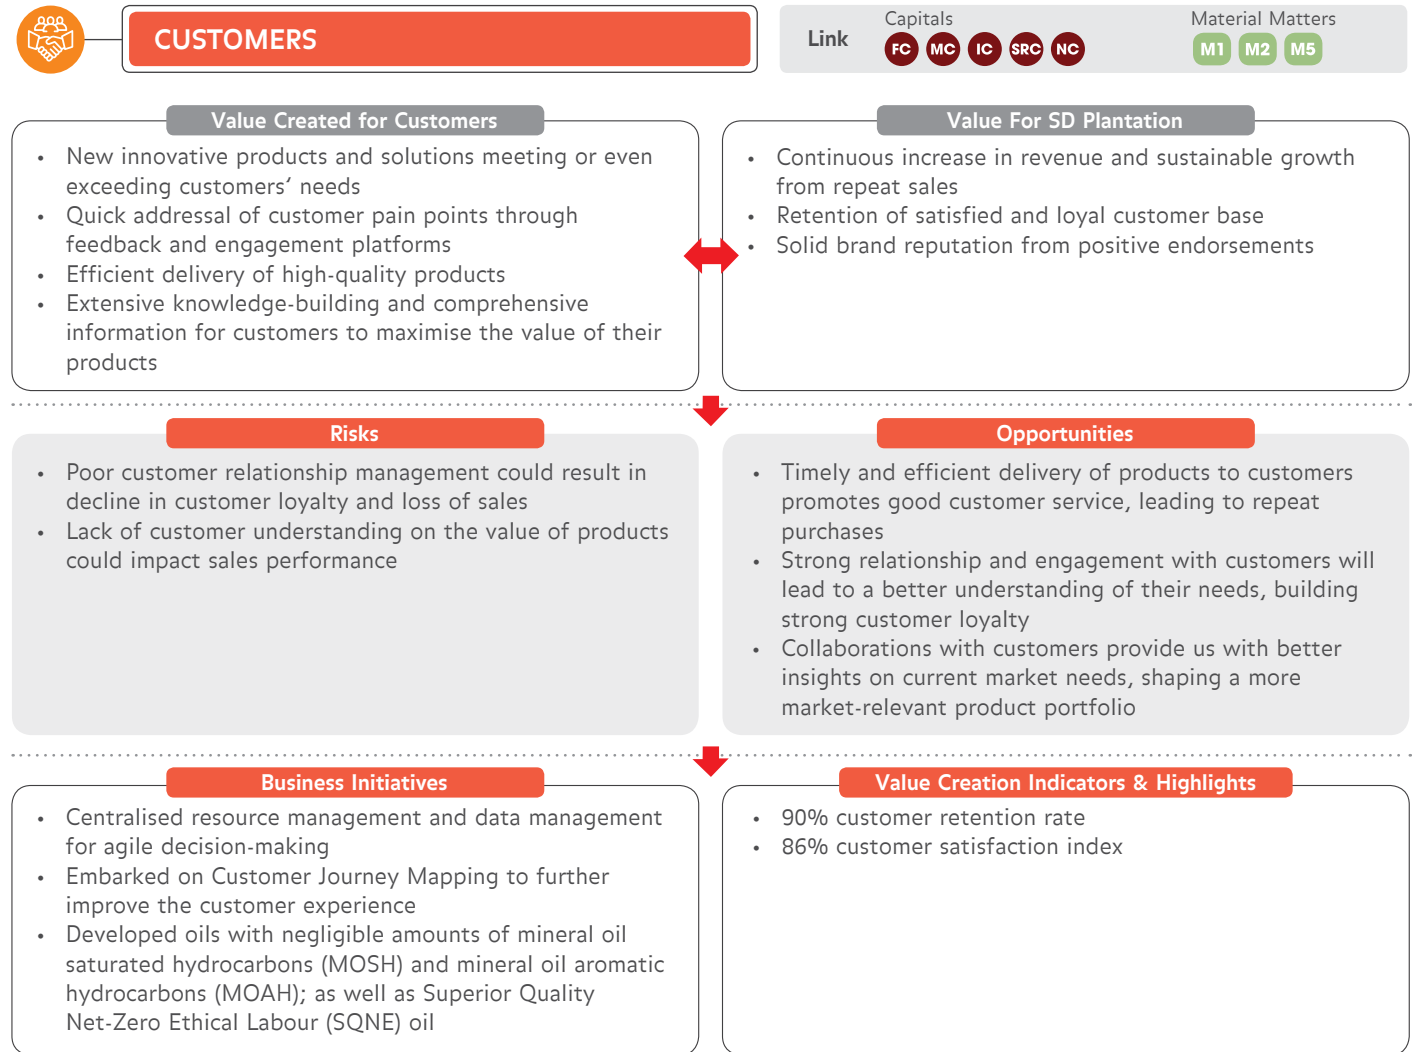 CUSTOMERS
Link
Capitals
FC MC IC SRC NC
Material Matters
M1 M2 M5
Value Created for Customers
• New innovative products and solutions meeting or even
exceeding customers’ needs
• Quick addressal of customer pain points through
feedback and engagement platforms
• Efficient delivery of high-quality products
• Extensive knowledge-building and comprehensive
information for customers to maximise the value of their
products
Value For SD Plantation
• Continuous increase in revenue and sustainable growth
from repeat sales
• Retention of satisfied and loyal customer base
• Solid brand reputation from positive endorsements
Risks
• Poor customer relationship management could result in
decline in customer loyalty and loss of sales
• Lack of customer understanding on the value of products
could impact sales performance
Opportunities
• Timely and efficient delivery of products to customers
promotes good customer service, leading to repeat
purchases
• Strong relationship and engagement with customers will
lead to a better understanding of their needs, building
strong customer loyalty
• Collaborations with customers provide us with better
insights on current market needs, shaping a more
market-relevant product portfolio
Business Initiatives
• Centralised resource management and data management
for agile decision-making
• Embarked on Customer Journey Mapping to further
improve the customer experience
• Developed oils with negligible amounts of mineral oil
saturated hydrocarbons (MOSH) and mineral oil aromatic
hydrocarbons (MOAH); as well as Superior Quality
Net-Zero Ethical Labour (SQNE) oil
Value Creation Indicators & Highlights
• 90% customer retention rate
• 86% customer satisfaction index